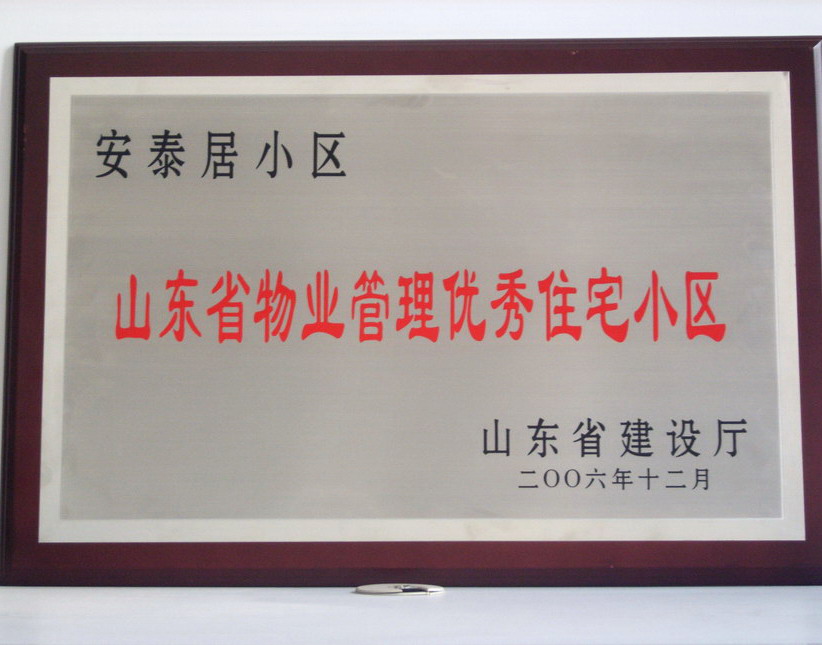 安泰居小区
山东省物业管理优秀住宅小区
山东省建设厅
二OO六年十二月